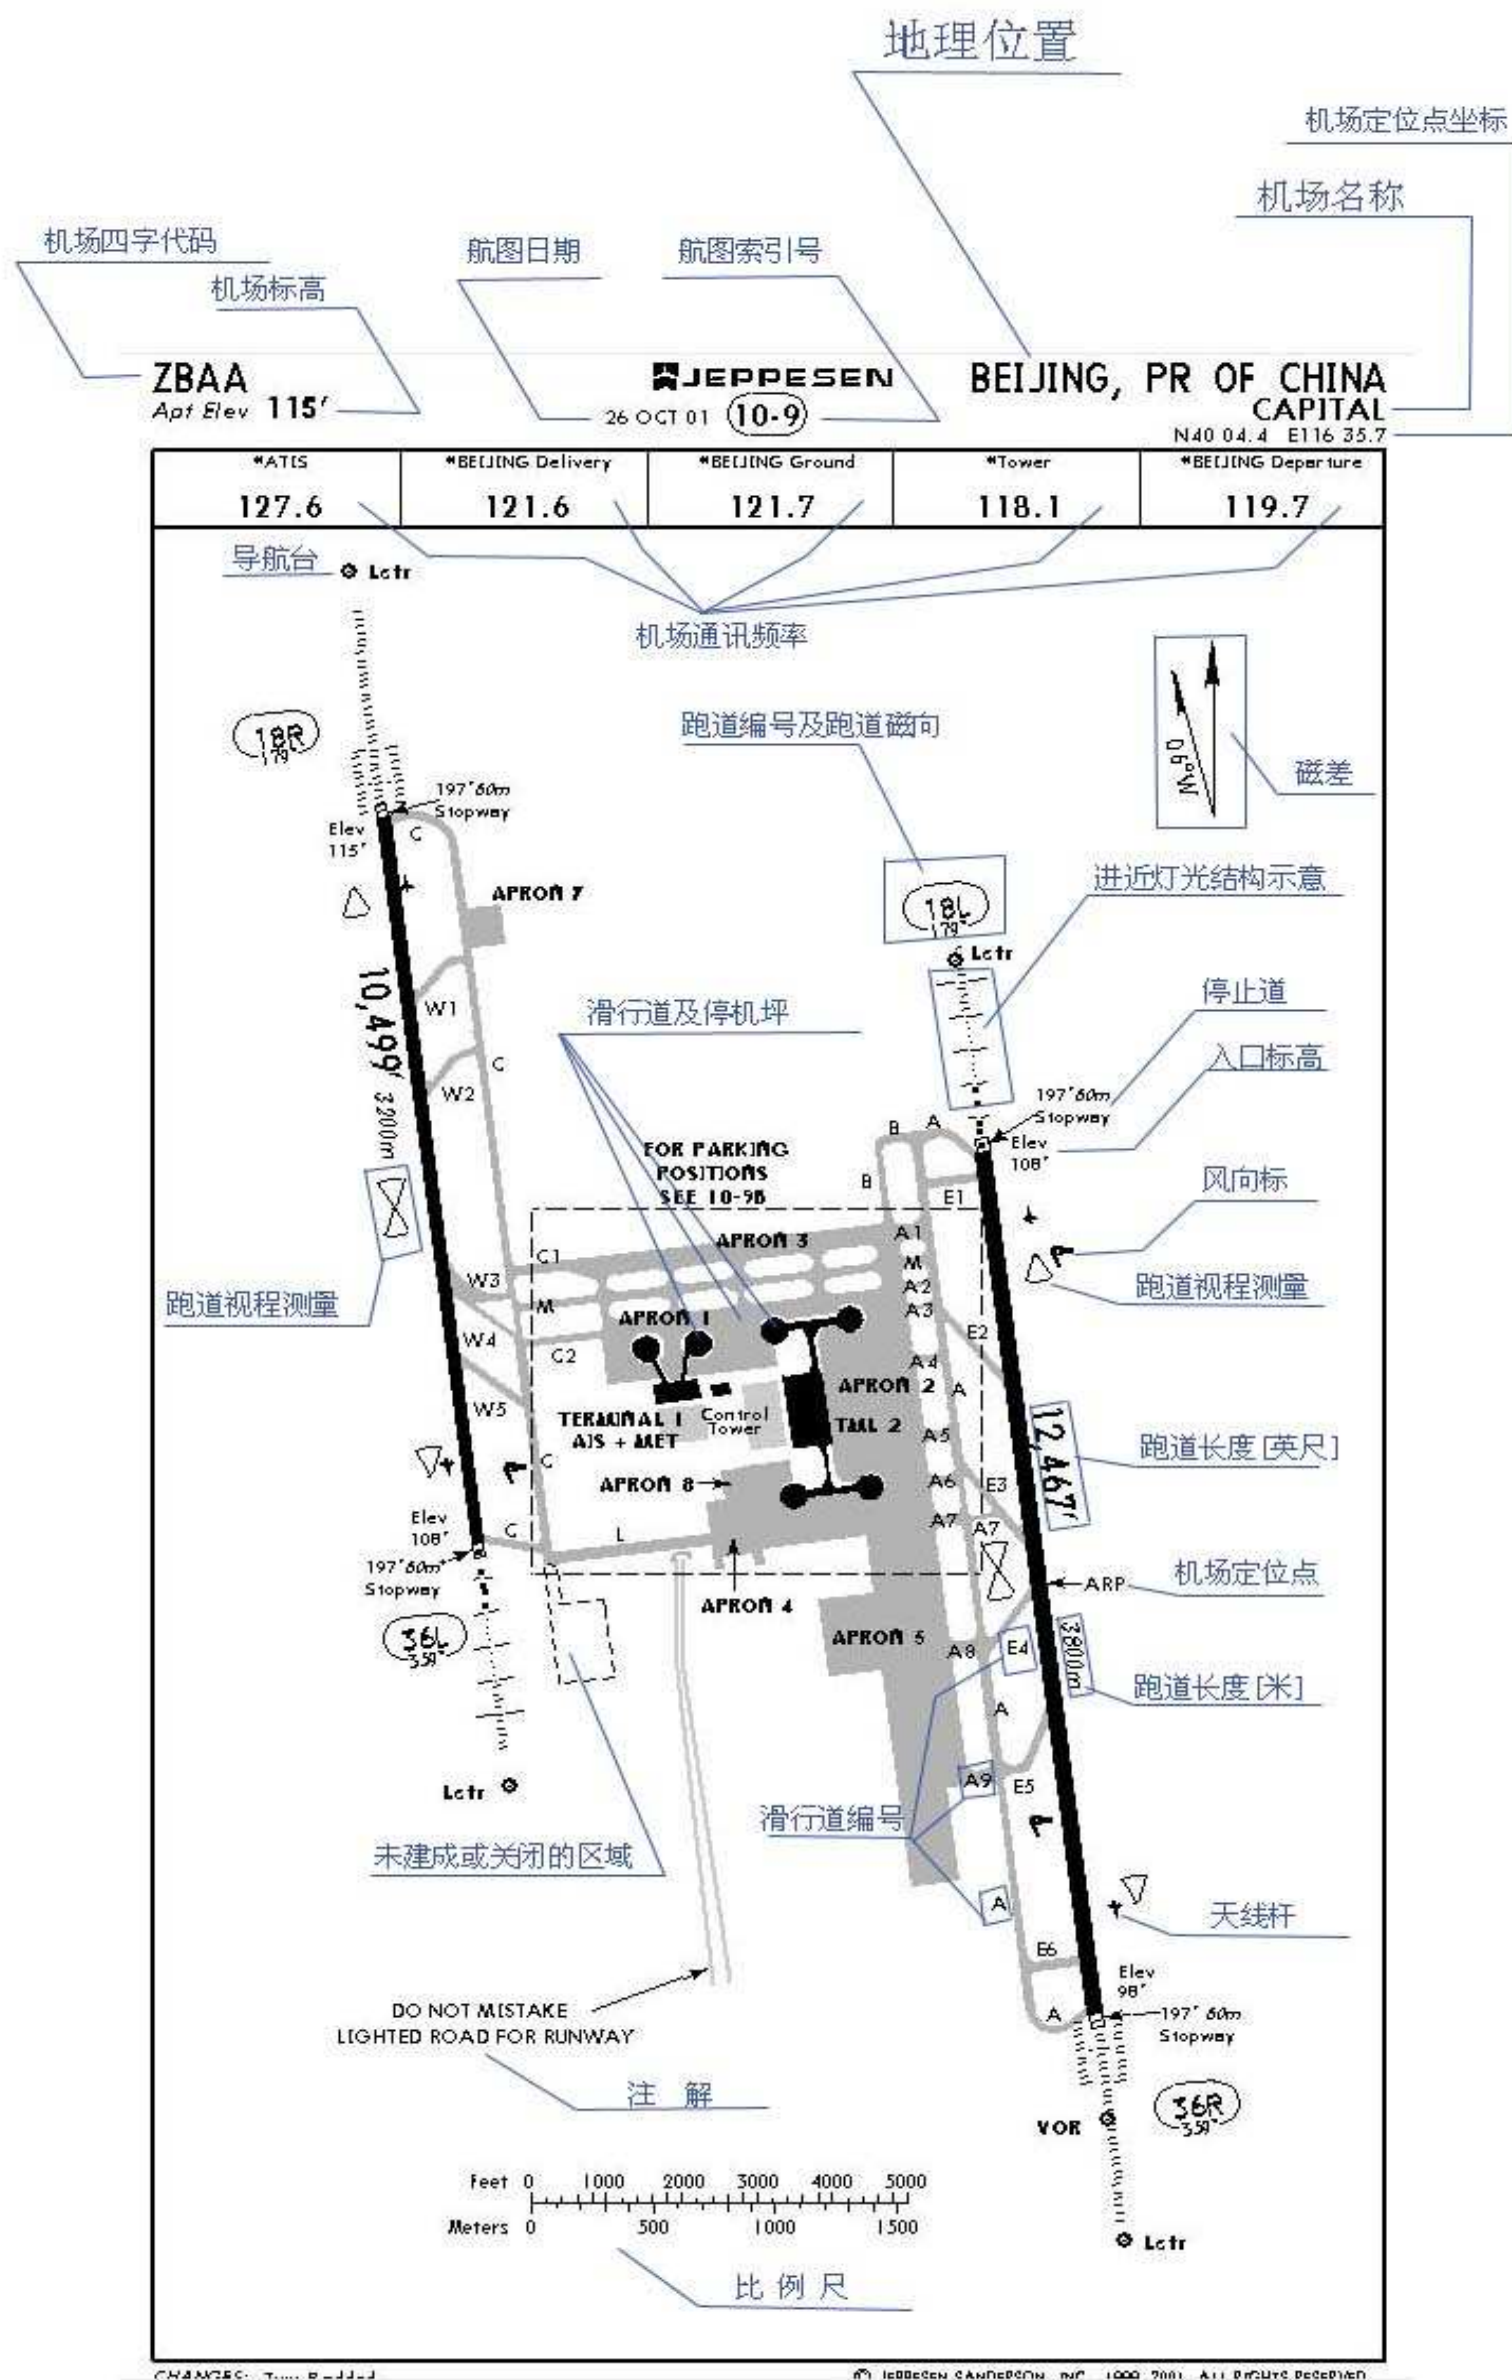 地理位置
机场定位点坐标
机场名称
机场四字代码
航图日期
航图索引号
机场标高
ZBAA
JEPPESEN
BEIJING, PR OF CHINA
Apt Elev 115'
26 OCT 01
10-9
CAPITAL
N40 04.4 E116 35.7
*ATIS
*BEIJING Delivery
*BEIJING Ground
*Tower
*BEIJING Departure
127.6
121.6
121.7
118.1
119.7
导航台
Lctr
机场通讯频率
18R
179°
跑道编号及跑道磁向
06°W
磁差
197' 60m
Stopway
Elev
115'
C
APRON 7
18L
179°
进近灯光结构示意
Lctr
停止道
10,499'
3200m
W1
滑行道及停机坪
C
入口标高
W2
197' 60m
Stopway
FOR PARKING
POSITIONS
SEE 10-9B
B
A
Elev
108'
B
E1
风向标
APRON 3
A1
C1
M
跑道视程测量
W3
A2
跑道视程测量
M
APRON 1
A3
E2
W4
C2
A4
APRON 2
A
W5
TERMINAL 1
AIS + MET
Control
Tower
TML 2
A5
12,467'
跑道长度[英尺]
C
APRON 8
A6
E3
Elev
108'
C
L
A7
A7
197' 60m
Stopway
ARP
机场定位点
APRON 4
36L
359°
APRON 5
A8
E4
3800m
跑道长度[米]
A
Lctr
A9
E5
滑行道编号
未建成或关闭的区域
A
天线杆
E6
Elev
98'
DO NOT MISTAKE
LIGHTED ROAD FOR RUNWAY
A
197' 60m
Stopway
注 解
36R
359°
VOR
Feet 0 1000 2000 3000 4000 5000
Meters 0 500 1000 1500
Lctr
比 例 尺
CHANGES:
© JEPPESEN SANDERSON, INC., 1999, 2001. ALL RIGHTS RESERVED.